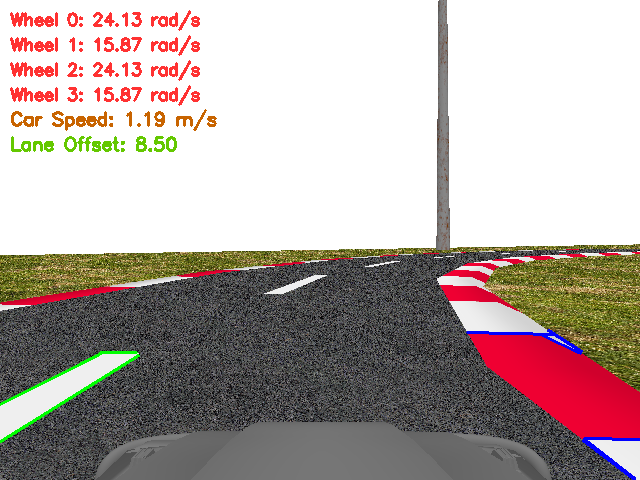 Wheel 0: 24.13 rad/s
Wheel 1: 15.87 rad/s
Wheel 2: 24.13 rad/s
Wheel 3: 15.87 rad/s
Car Speed: 1.19 m/s
Lane Offset: 8.50